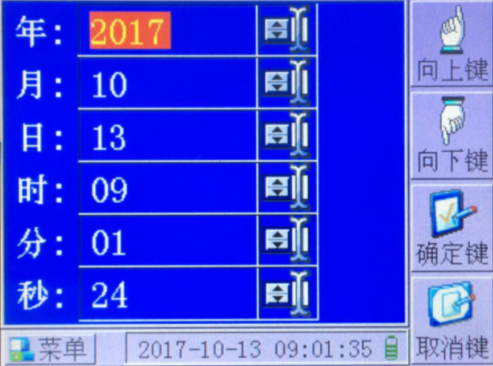 年: 2017
向上键
月: 10
日: 13
向下键
时: 09
分: 01
确定键
秒: 24
菜单 2017-10-13 09:01:35
取消键